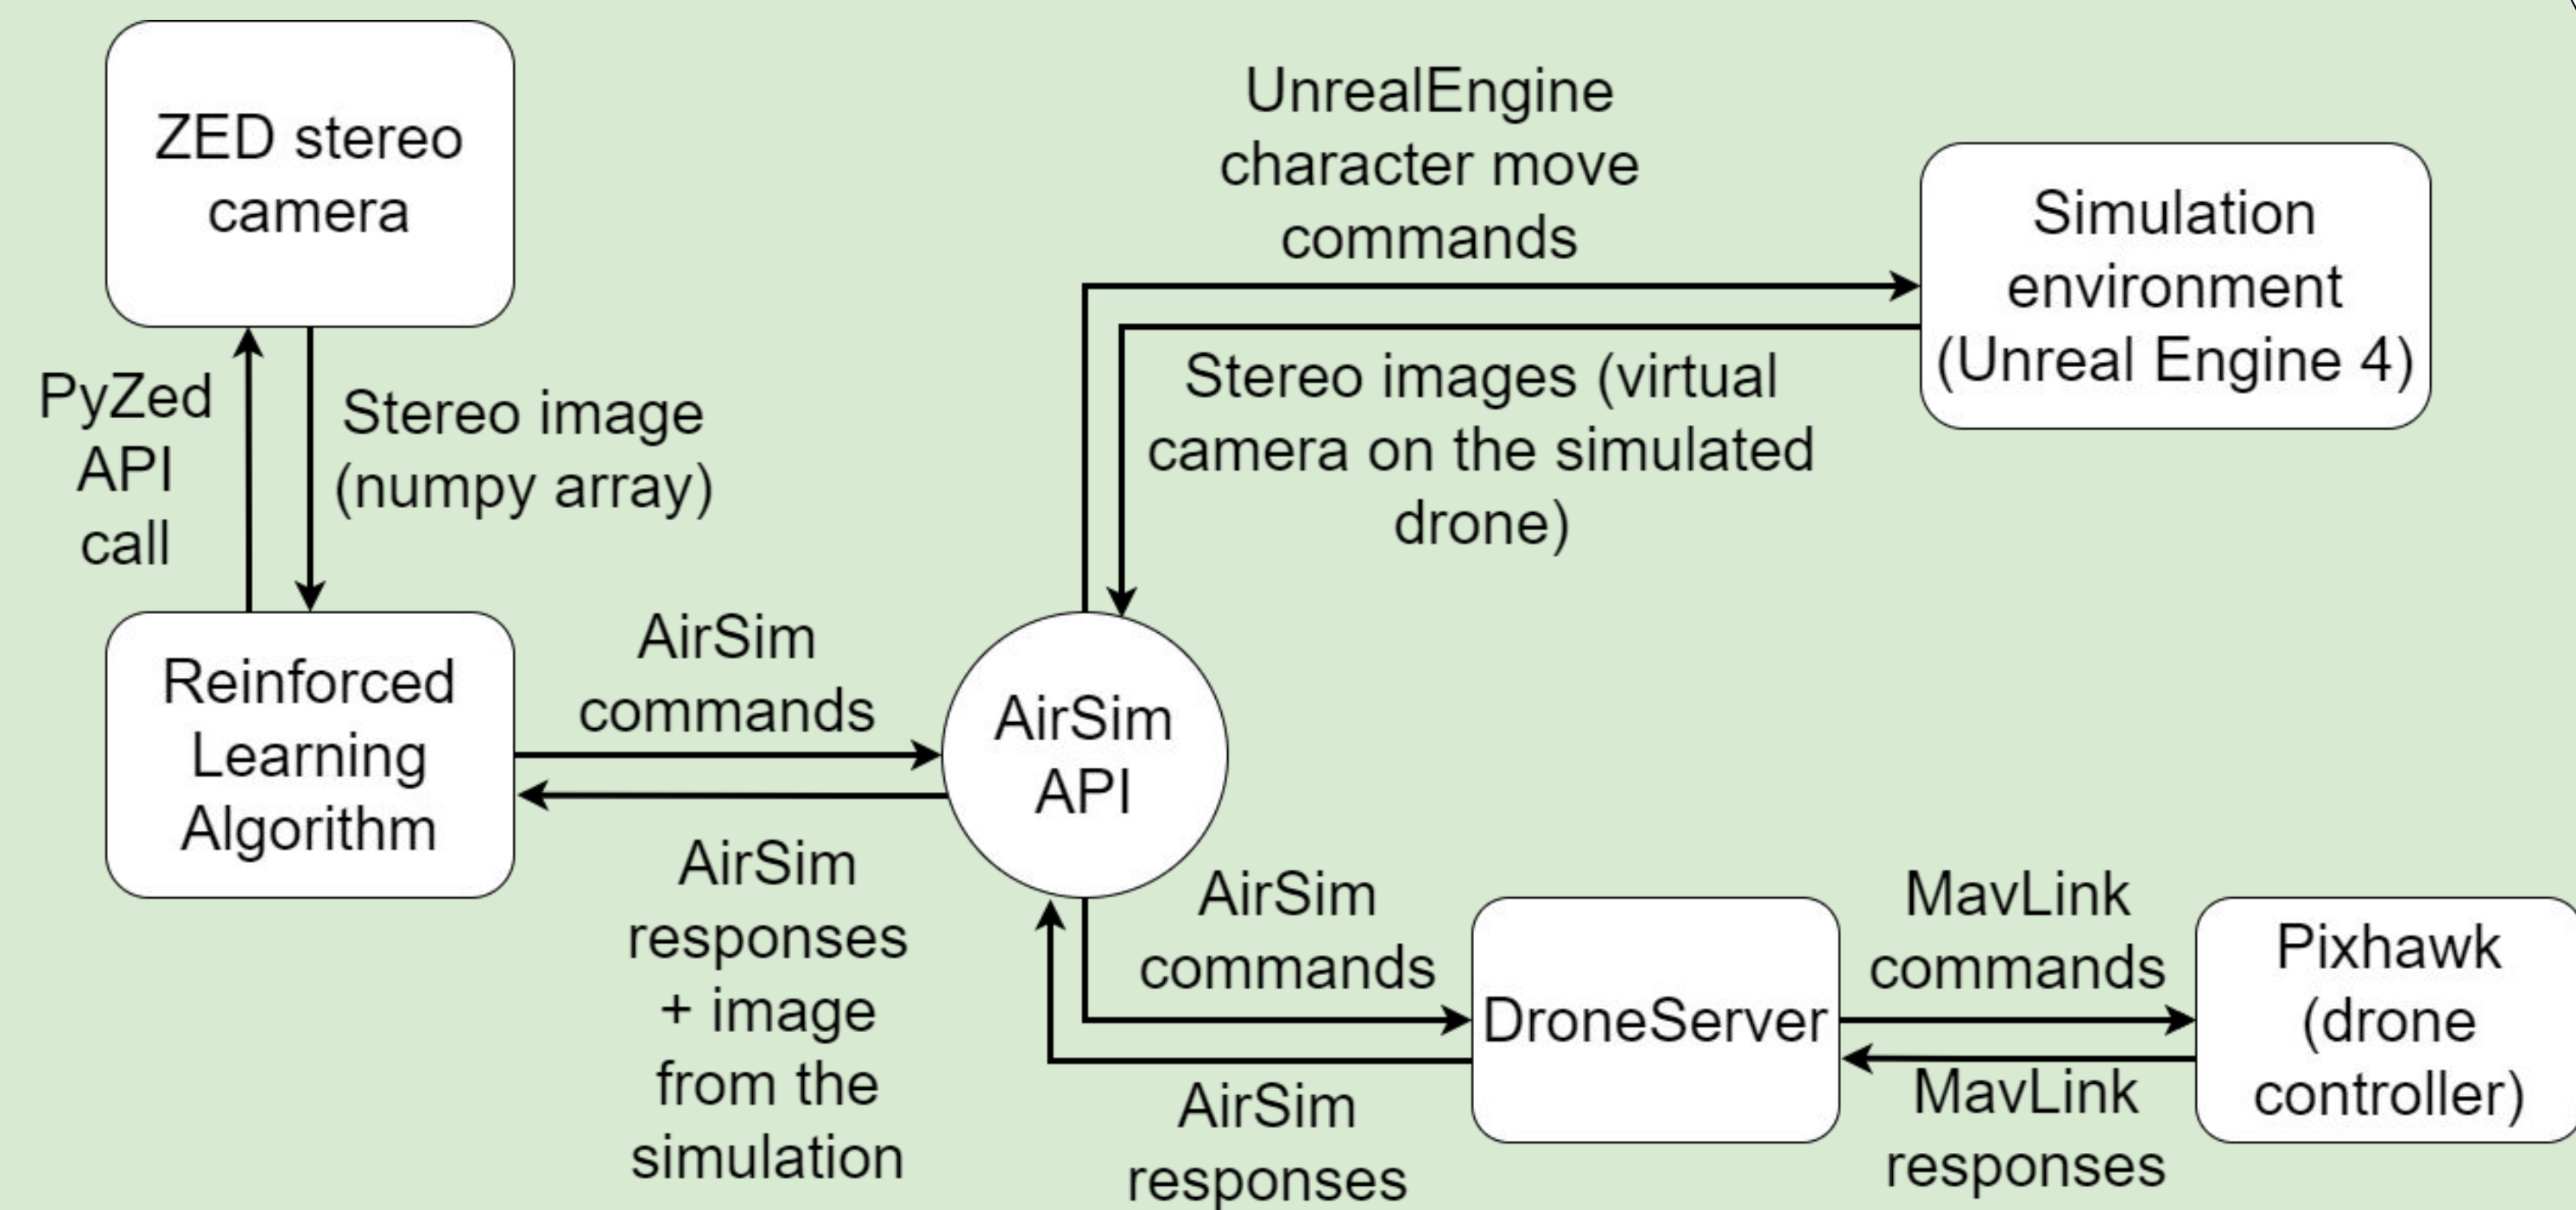 ZED stereo
camera
UnrealEngine
character move
commands
Simulation
environment
(Unreal Engine 4)
PyZed
API
call
Stereo image
(numpy array)
Stereo images (virtual
camera on the simulated
drone)
Reinforced
Learning
Algorithm
AirSim
commands
AirSim
API
AirSim
responses
+ image
from the
simulation
AirSim
commands
DroneServer
AirSim
responses
MavLink
commands
MavLink
responses
Pixhawk
(drone
controller)